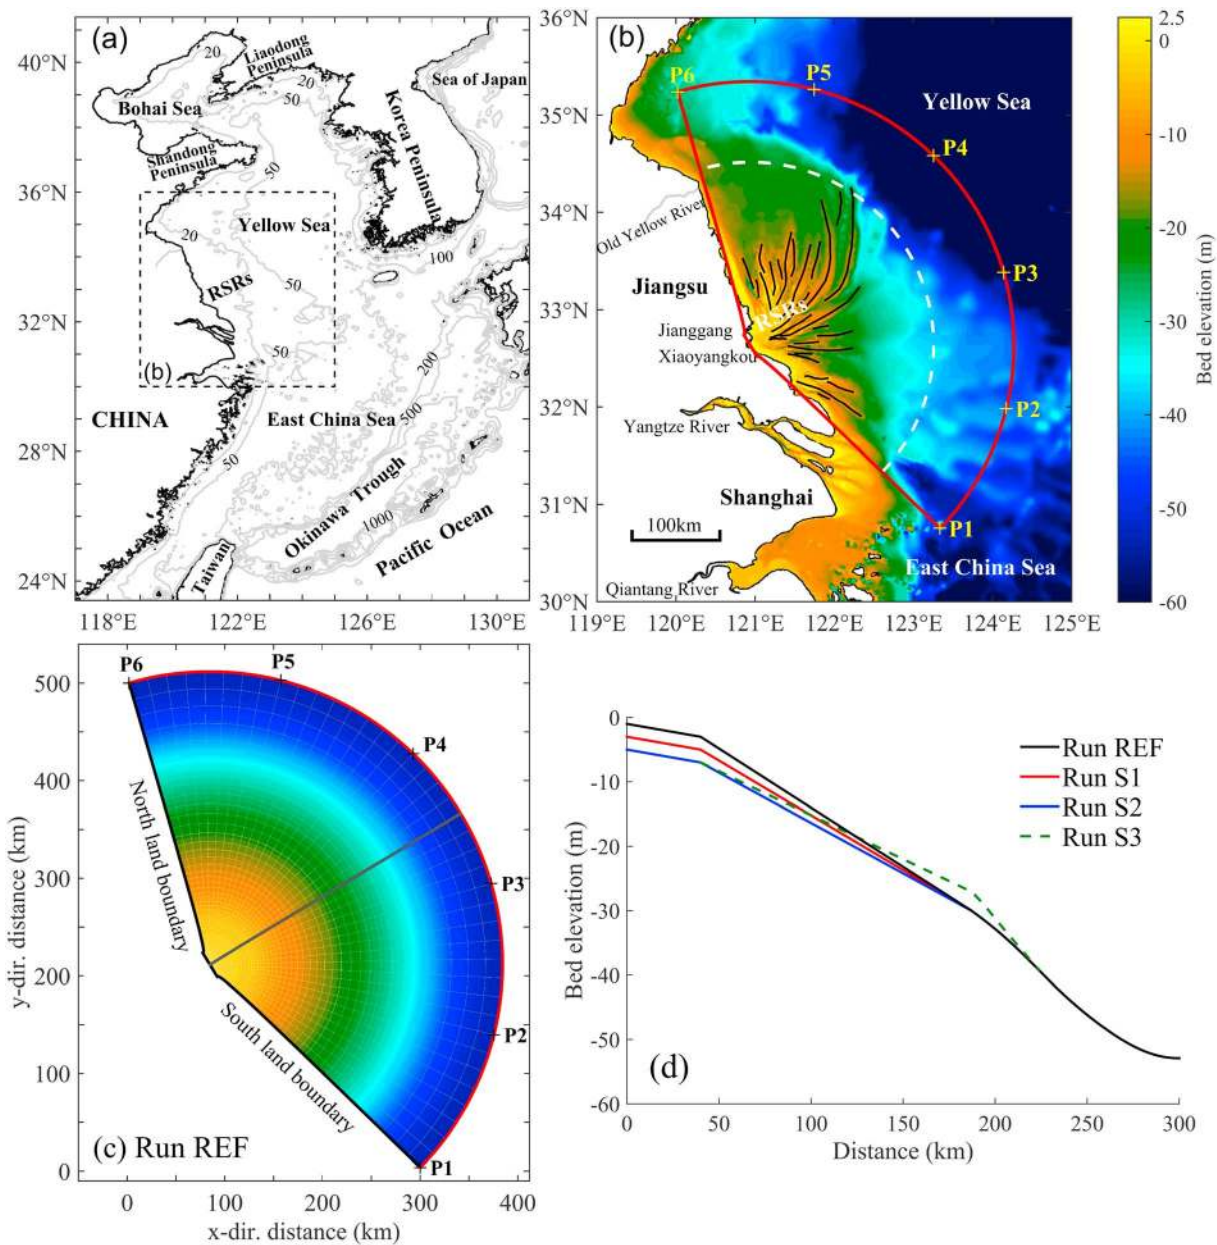 (a)
40°N
36°N
32°N
28°N
24°N
118°E
122°E
126°E
130°E
20
Liaodong
Peninsula
20
50
Sea of Japan
Bohai Sea
Korea Peninsula
Shandong
Peninsula
50
Yellow Sea
20
100
RSRs
50
50
200
(b)
CHINA
East China Sea
500
50
Okinawa Trough
1000
Pacific Ocean
Taiwan
(b)
36°N
35°N
34°N
33°N
32°N
31°N
30°N
119°E
120°E
121°E
122°E
123°E
124°E
125°E
P6
P5
Yellow Sea
P4
Old Yellow River
P3
Jiangsu
RSRs
Jianggang
Xiaoyangkou
P2
Yangtze River
Shanghai
100km
P1
East China Sea
Qiantang River
2.5
0
-10
-20
-30
-40
-50
-60
Bed elevation (m)
P6
P5
P4
P3
P2
P1
500
400
300
200
100
0
y-dir. distance (km)
North land boundary
South land boundary
(c) Run REF
0
100
200
300
400
x-dir. distance (km)
0
-10
-20
-30
-40
-50
-60
Bed elevation (m)
Run REF
Run S1
Run S2
Run S3
(d)
0
50
100
150
200
250
300
Distance (km)